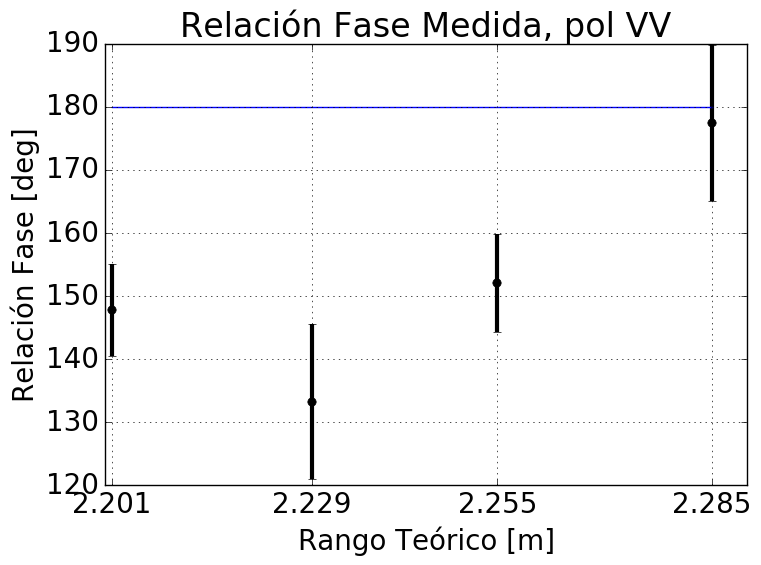 Relación Fase Medida, pol VV
190
180
170
160
150
140
130
120
Relación Fase [deg]
2.201 2.229 2.255 2.285
Rango Teórico [m]